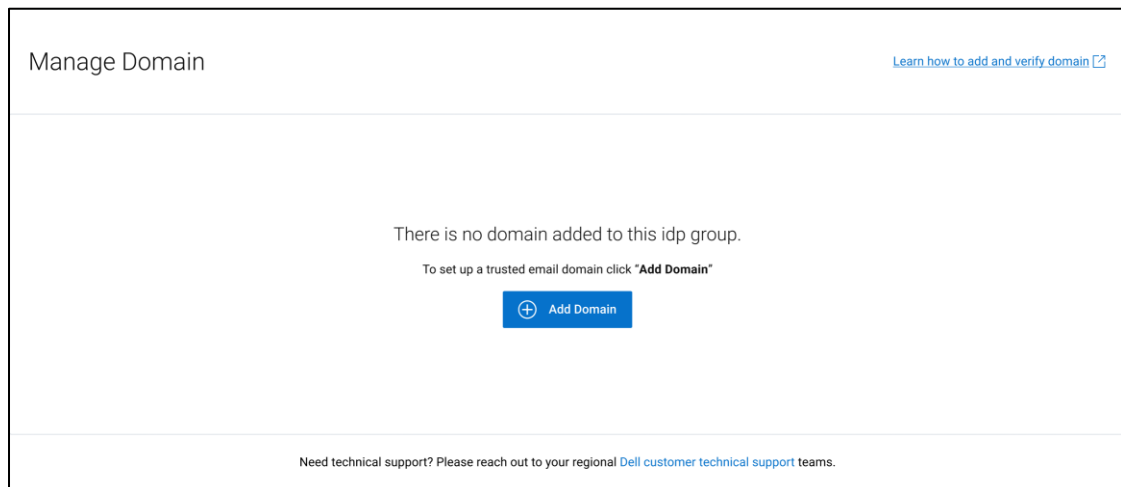 Manage Domain
Learn how to add and verify domain
There is no domain added to this idp group.
To set up a trusted email domain click “Add Domain”
Add Domain
Need technical support? Please reach out to your regional Dell customer technical support teams.